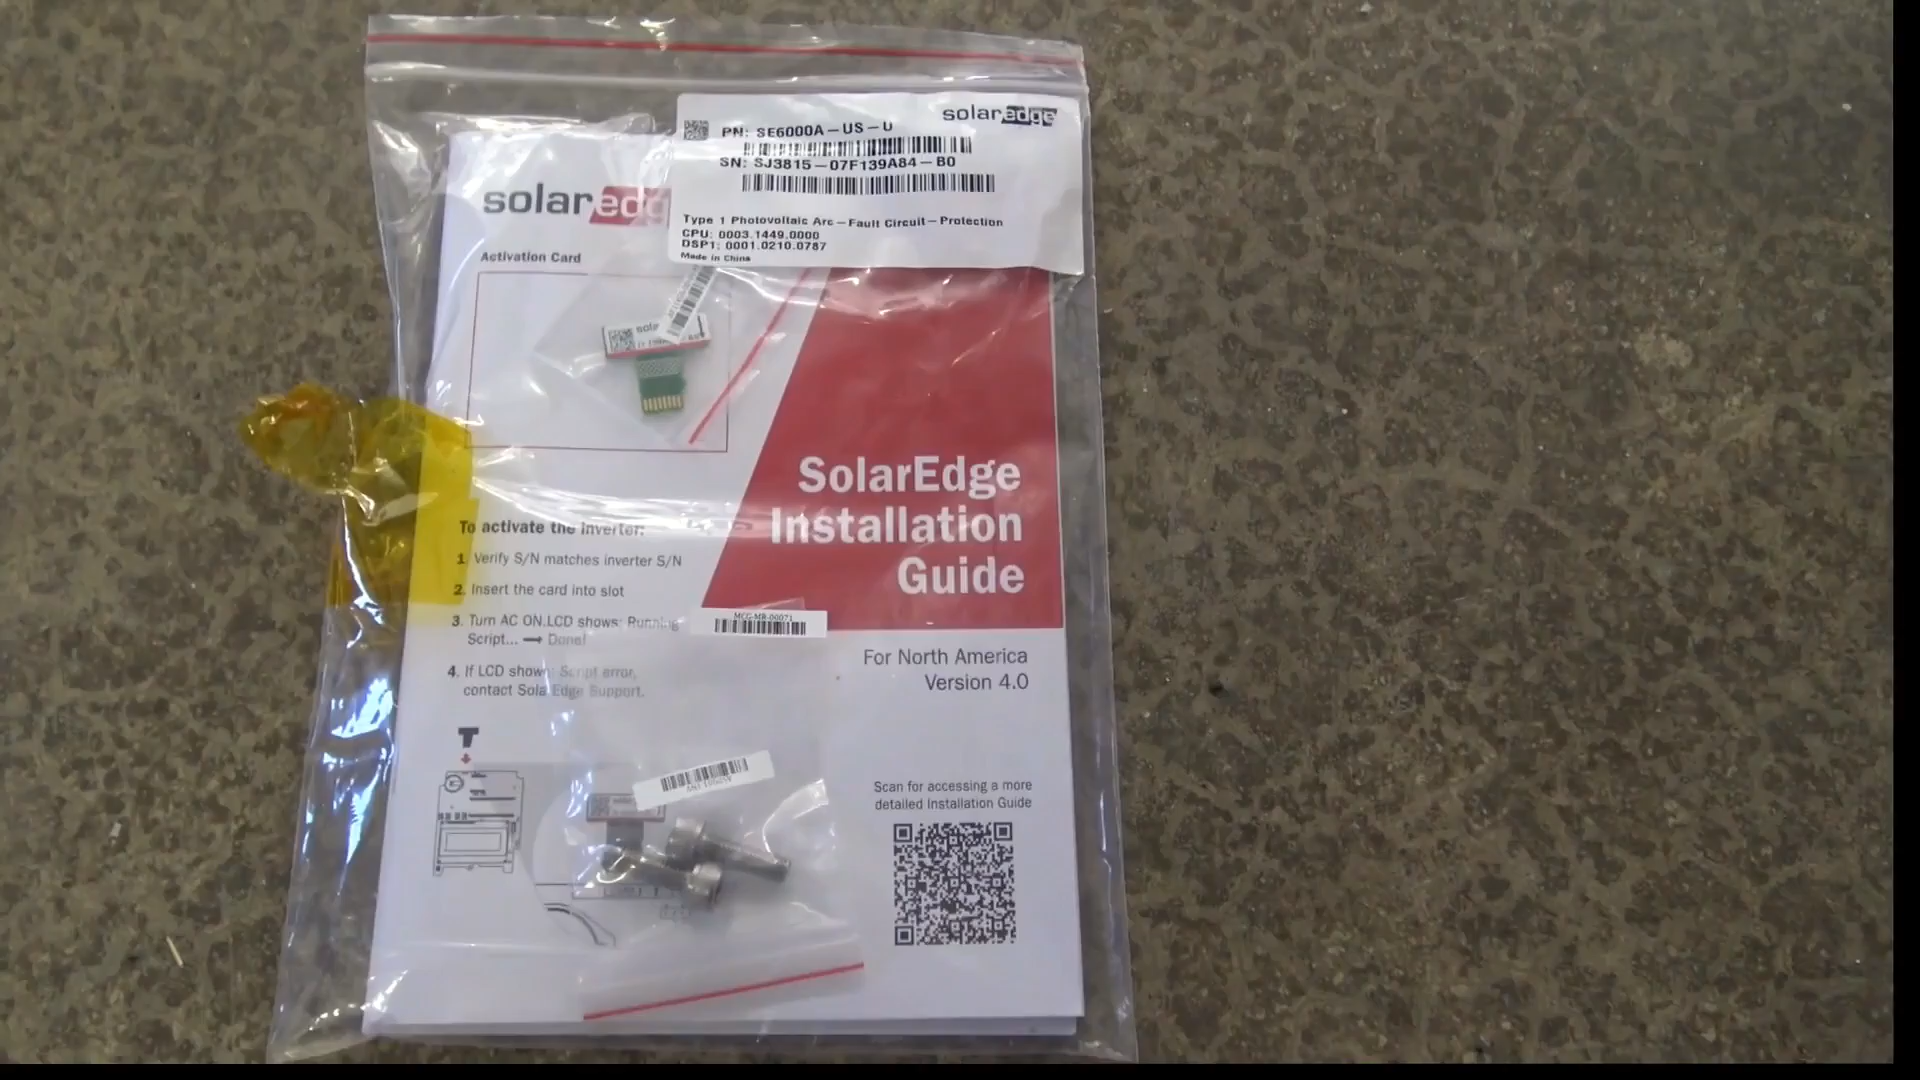 solaredge
PN: SE6000A-US-U
SN: SJ3815-07F139A84-B0
Type 1 Photovoltaic Arc-Fault Circuit-Protection
CPU: 0003.1449.0000
DSP1: 0001.0210.0787
Made in China
solaredg
Activation Card
To activate the inverter:
1. Verify S/N matches inverter S/N
2. Insert the card into slot
3. Turn AC ON.LCD shows: Running
Script... → Done!
4. If LCD shows: Script error,
contact SolarEdge Support.
SolarEdge
Installation
Guide
MCG-MR-00071
For North America
Version 4.0
Scan for accessing a more
detailed Installation Guide